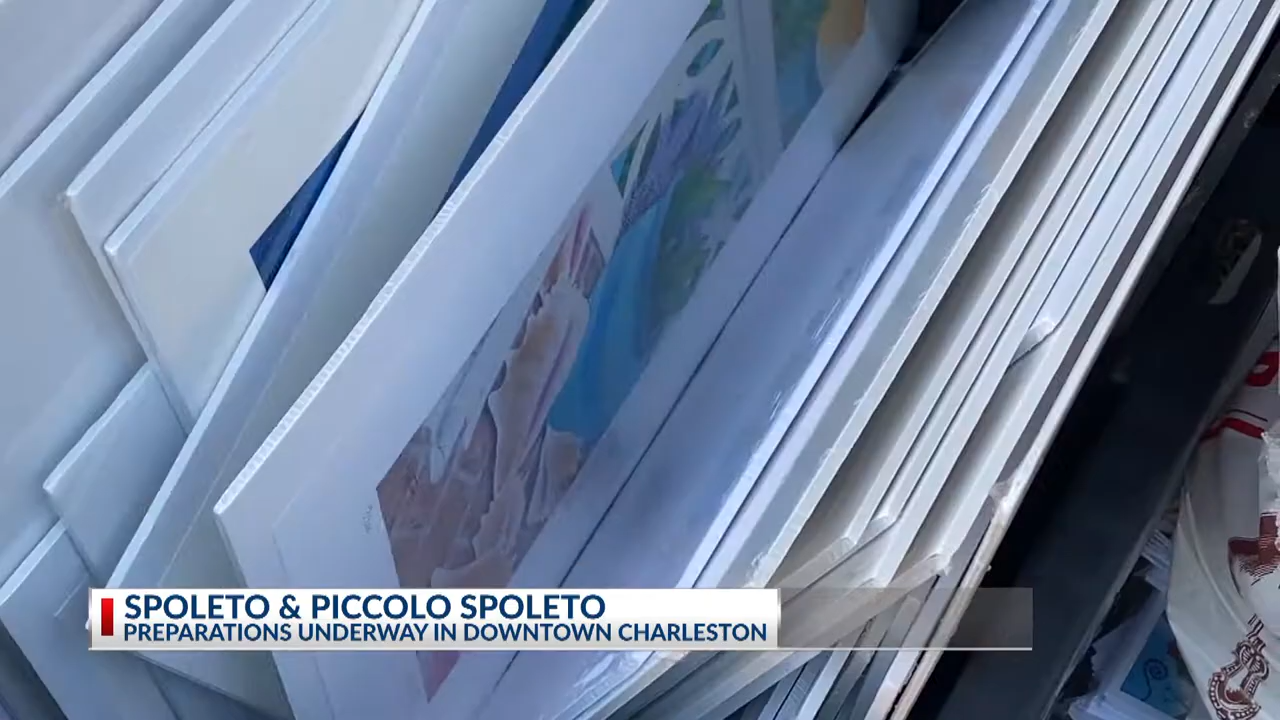 SPOLETO & PICCOLO SPOLETO
PREPARATIONS UNDERWAY IN DOWNTOWN CHARLESTON